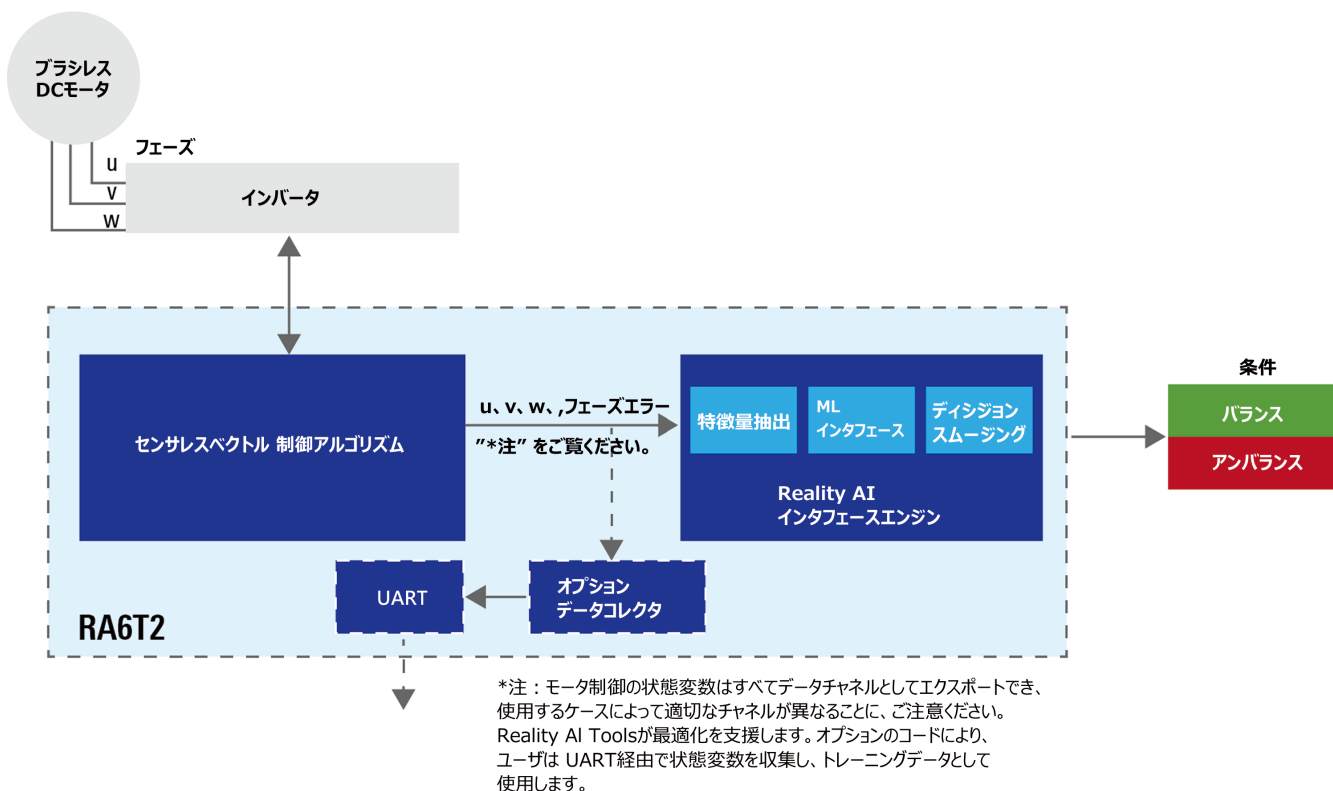 ブラシレス
DCモータ
フェーズ
u
v
w
インバータ
センサレスベクトル 制御アルゴリズム
u、v、w、,フェーズエラー
”*注” をご覧ください。
特徴量抽出
ML
インタフェース
ディシジョン
スムージング
Reality AI
インタフェースエンジン
条件
バランス
アンバランス
UART
オプション
データコレクタ
RA6T2
*注：モータ制御の状態変数はすべてデータチャネルとしてエクスポートでき、
使用するケースによって適切なチャネルが異なることに、ご注意ください。
Reality AI Toolsが最適化を支援します。オプションのコードにより、
ユーザは UART経由で状態変数を収集し、トレーニングデータとして
使用します。